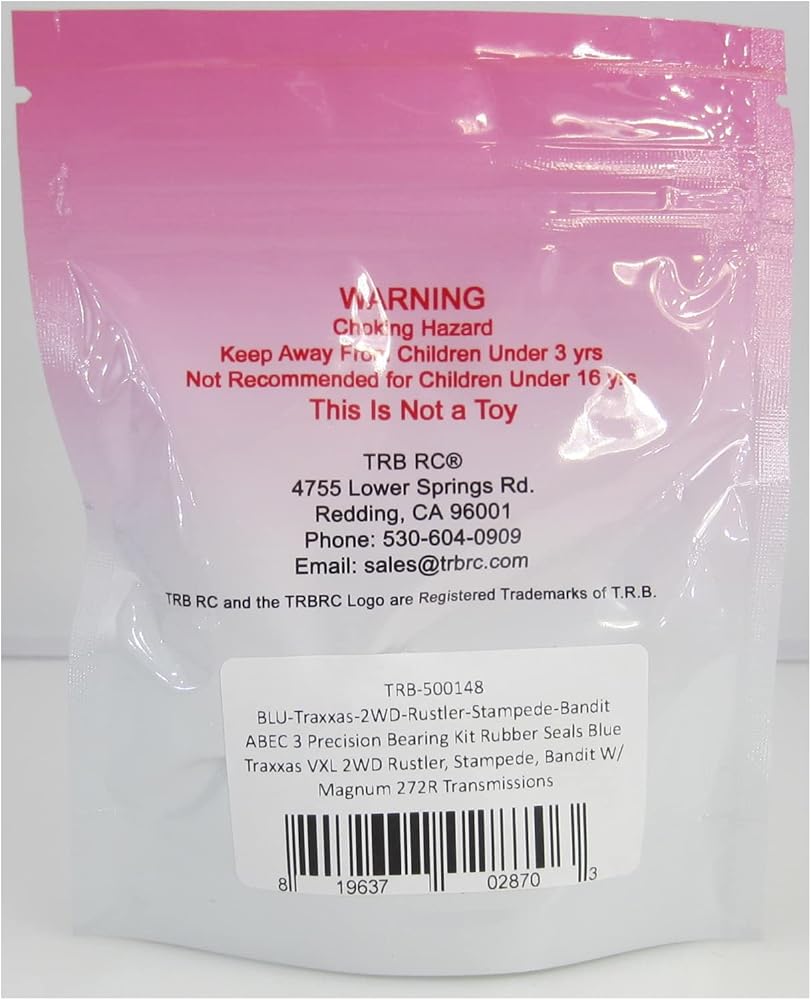 WARNING
Choking Hazard
Keep Away From Children Under 3 yrs
Not Recommended for Children Under 16 yrs
This Is Not a Toy
TRB RC®
4755 Lower Springs Rd.
Redding, CA 96001
Phone: 530-604-0909
Email: sales@trbrc.com
TRB RC and the TRBRC Logo are Registered Trademarks of T.R.B.
TRB-500148
BLU-Traxxas-2WD-Rustler-Stampede-Bandit
ABEC 3 Precision Bearing Kit Rubber Seals Blue
Traxxas VXL 2WD Rustler, Stampede, Bandit W/
Magnum 272R Transmissions
8 19637 02870 3